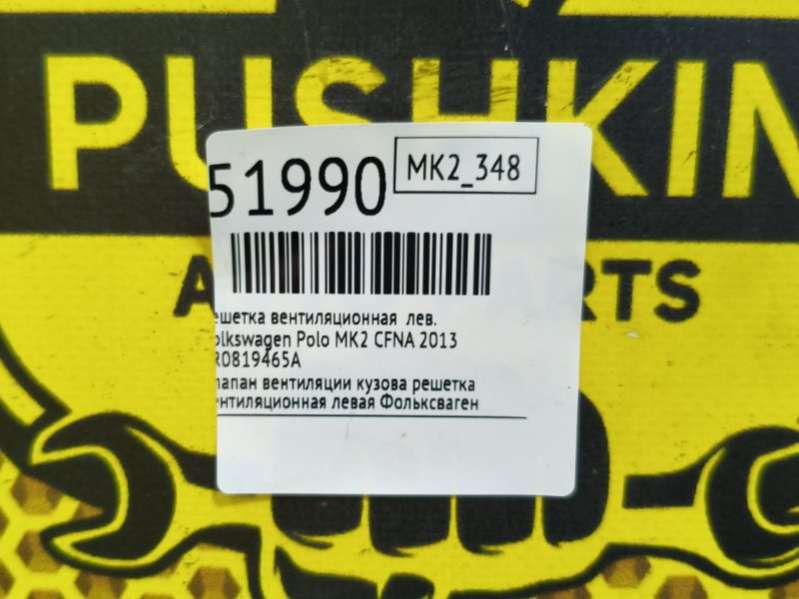 PUSHKIN
51990
MK2_348
A RTS
ешетка вентиляционная лев.
olkswagen Polo MK2 CFNA 2013
R0819465A
лапан вентиляции кузова решетка
ентиляционная левая Фольксваген